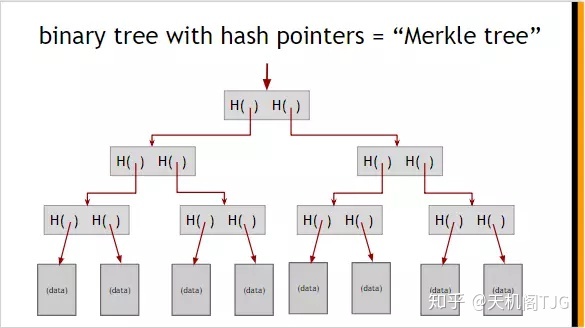 binary tree with hash pointers = “Merkle tree”
H( ) H( )
H( ) H( )
H( ) H( )
H( ) H( )
H( ) H( )
H( ) H( )
H( ) H( )
(data)
(data)
(data)
(data)
(data)
(data)
(data)
(data)
知乎 @天机阁TJG